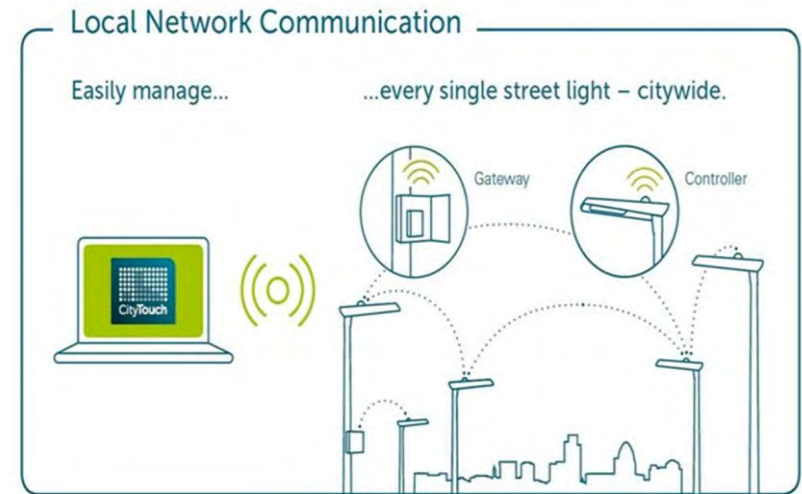 Local Network Communication
Easily manage...
...every single street light – citywide.
Gateway
Controller
CityTouch